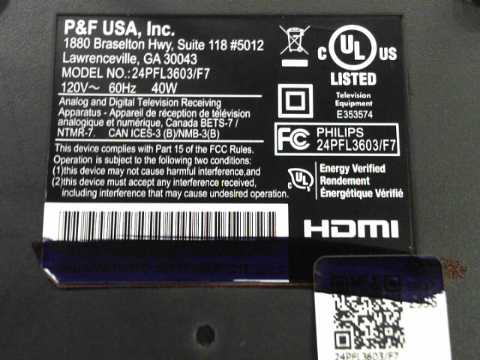 P&F USA, Inc.
1880 Braselton Hwy, Suite 118 #5012
Lawrenceville, GA 30043
MODEL NO.: 24PFL3603/F7
120V~ 60Hz 40W
Analog and Digital Television Receiving
Apparatus - Appareil de réception de télévision
analogique et numérique, Canada BETS-7 /
NTMR-7. CAN ICES-3 (B)/NMB-3(B)
This device complies with Part 15 of the FCC Rules.
Operation is subject to the following two conditions:
(1)this device may not cause harmful interference,and
(2)this device must accept any interference received,
including interference that may cause undesired operation.
C UL US
LISTED
Television
Equipment
E353574
FC
PHILIPS
24PFL3603/F7
c UL
Energy Verified
Rendement
Énergétique Vérifié
HDMI
24PFL3603/F7